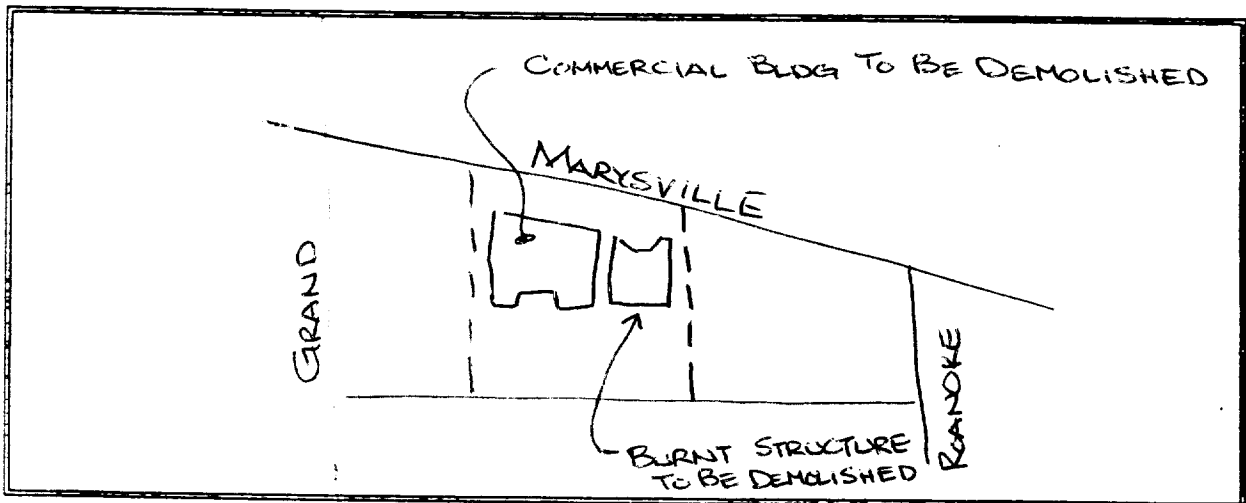 COMMERCIAL BLDG TO BE DEMOLISHED
MARYSVILLE
GRAND
ROANOKE
BURNT STRUCTURE
TO BE DEMOLISHED